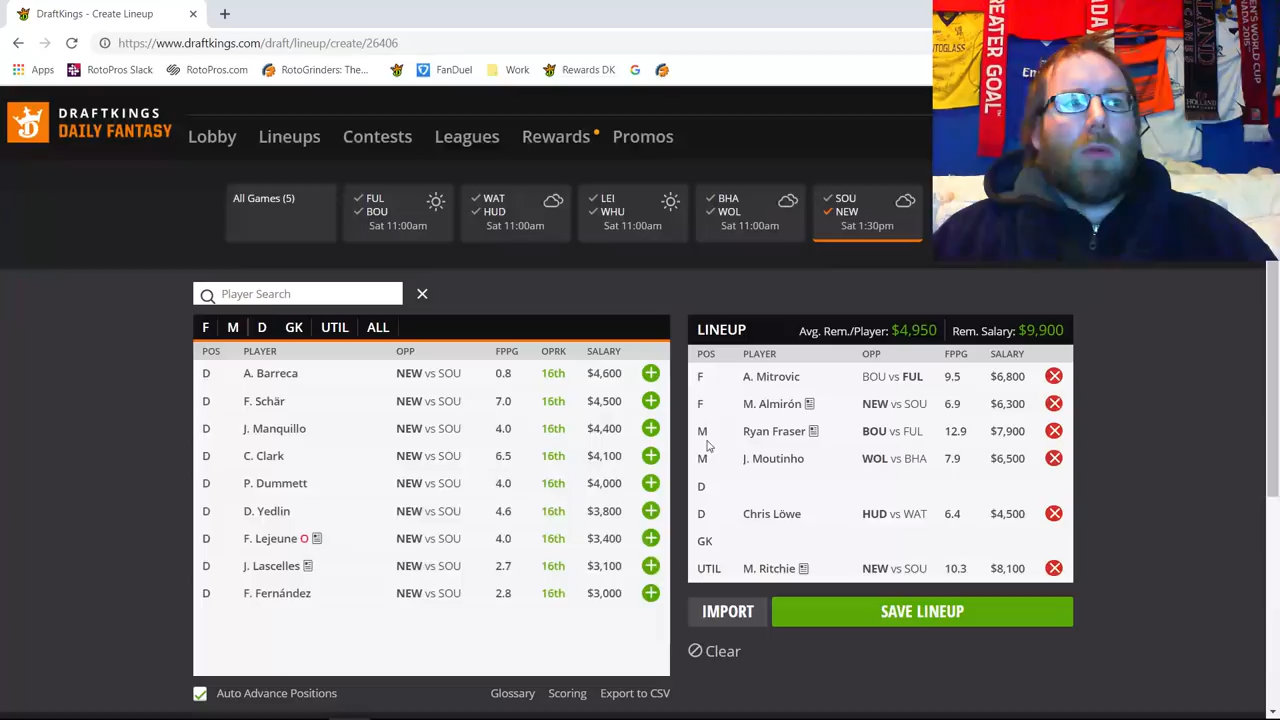 DraftKings - Create Lineup
https://www.draftkings.com/draft/lineup/create/26406
Apps RotoPros Slack RotoPros.com RotoGrinders: The... FanDuel Work Rewards DK
DRAFTKINGS
DAILY FANTASY
Lobby Lineups Contests Leagues Rewards Promos
All Games (5)
FUL
BOU
Sat 11:00am
WAT
HUD
Sat 11:00am
LEI
WHU
Sat 11:00am
BHA
WOL
Sat 11:00am
SOU
NEW
Sat 1:30pm
Player Search
F M D GK UTIL ALL
POS PLAYER OPP FPPG OPRK SALARY
D A. Barreca NEW vs SOU 0.8 16th $4,600
D F. Schär NEW vs SOU 7.0 16th $4,500
D J. Manquillo NEW vs SOU 4.0 16th $4,400
D C. Clark NEW vs SOU 6.5 16th $4,100
D P. Dummett NEW vs SOU 4.0 16th $4,000
D D. Yedlin NEW vs SOU 4.6 16th $3,800
D F. Lejeune O NEW vs SOU 4.0 16th $3,400
D J. Lascelles NEW vs SOU 2.7 16th $3,100
D F. Fernández NEW vs SOU 2.8 16th $3,000
Auto Advance Positions Glossary Scoring Export to CSV
LINEUP Avg. Rem./Player: $4,950 Rem. Salary: $9,900
POS PLAYER OPP FPPG SALARY
F A. Mitrovic BOU vs FUL 9.5 $6,800
F M. Almirón NEW vs SOU 6.9 $6,300
M Ryan Fraser BOU vs FUL 12.9 $7,900
M J. Moutinho WOL vs BHA 7.9 $6,500
D
D Chris Löwe HUD vs WAT 6.4 $4,500
GK
UTIL M. Ritchie NEW vs SOU 10.3 $8,100
IMPORT SAVE LINEUP
Clear
GREATER GOAL